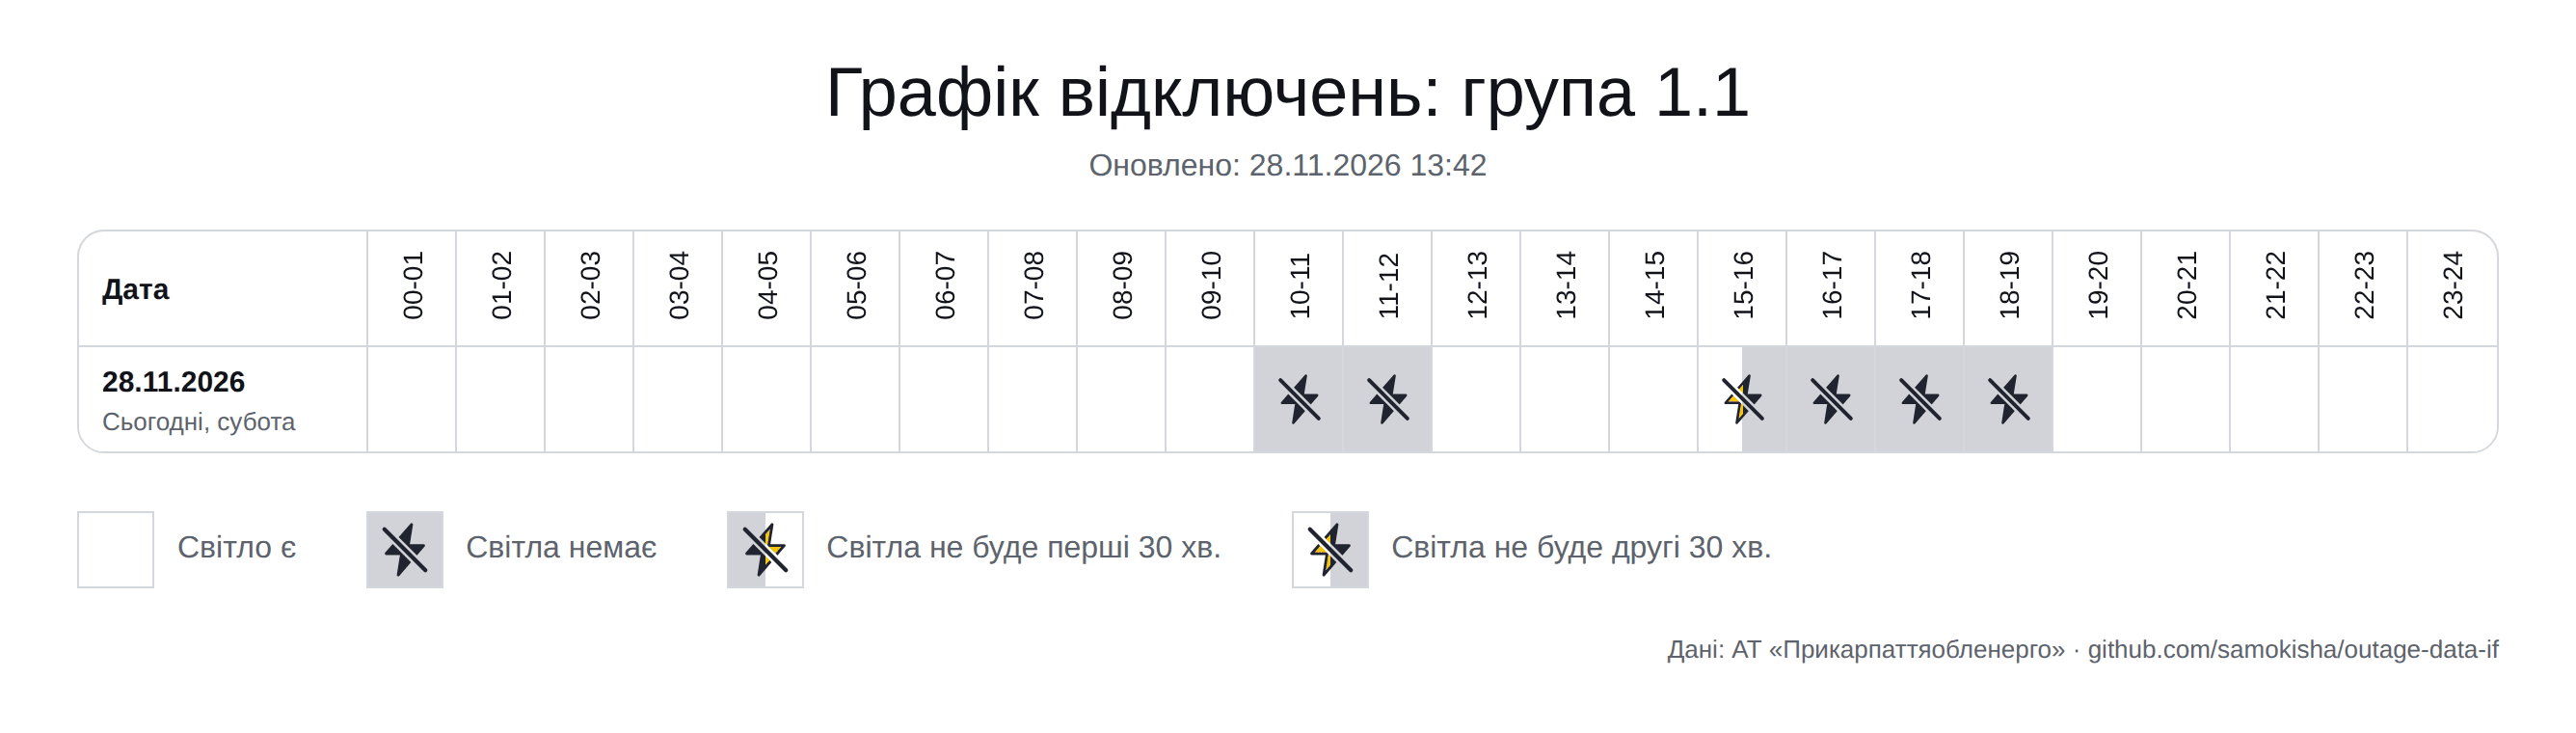 Графік відключень: група 1.1
Оновлено: 28.11.2026 13:42
Дата 00-01 01-02 02-03 03-04 04-05 05-06 06-07 07-08 08-09 09-10 10-11 11-12 12-13 13-14 14-15 15-16 16-17 17-18 18-19 19-20 20-21 21-22 22-23 23-24
28.11.2026
Сьогодні, субота
Світло є Світла немає Світла не буде перші 30 хв. Світла не буде другі 30 хв.
Дані: АТ «Прикарпаттяобленерго» · github.com/samokisha/outage-data-if